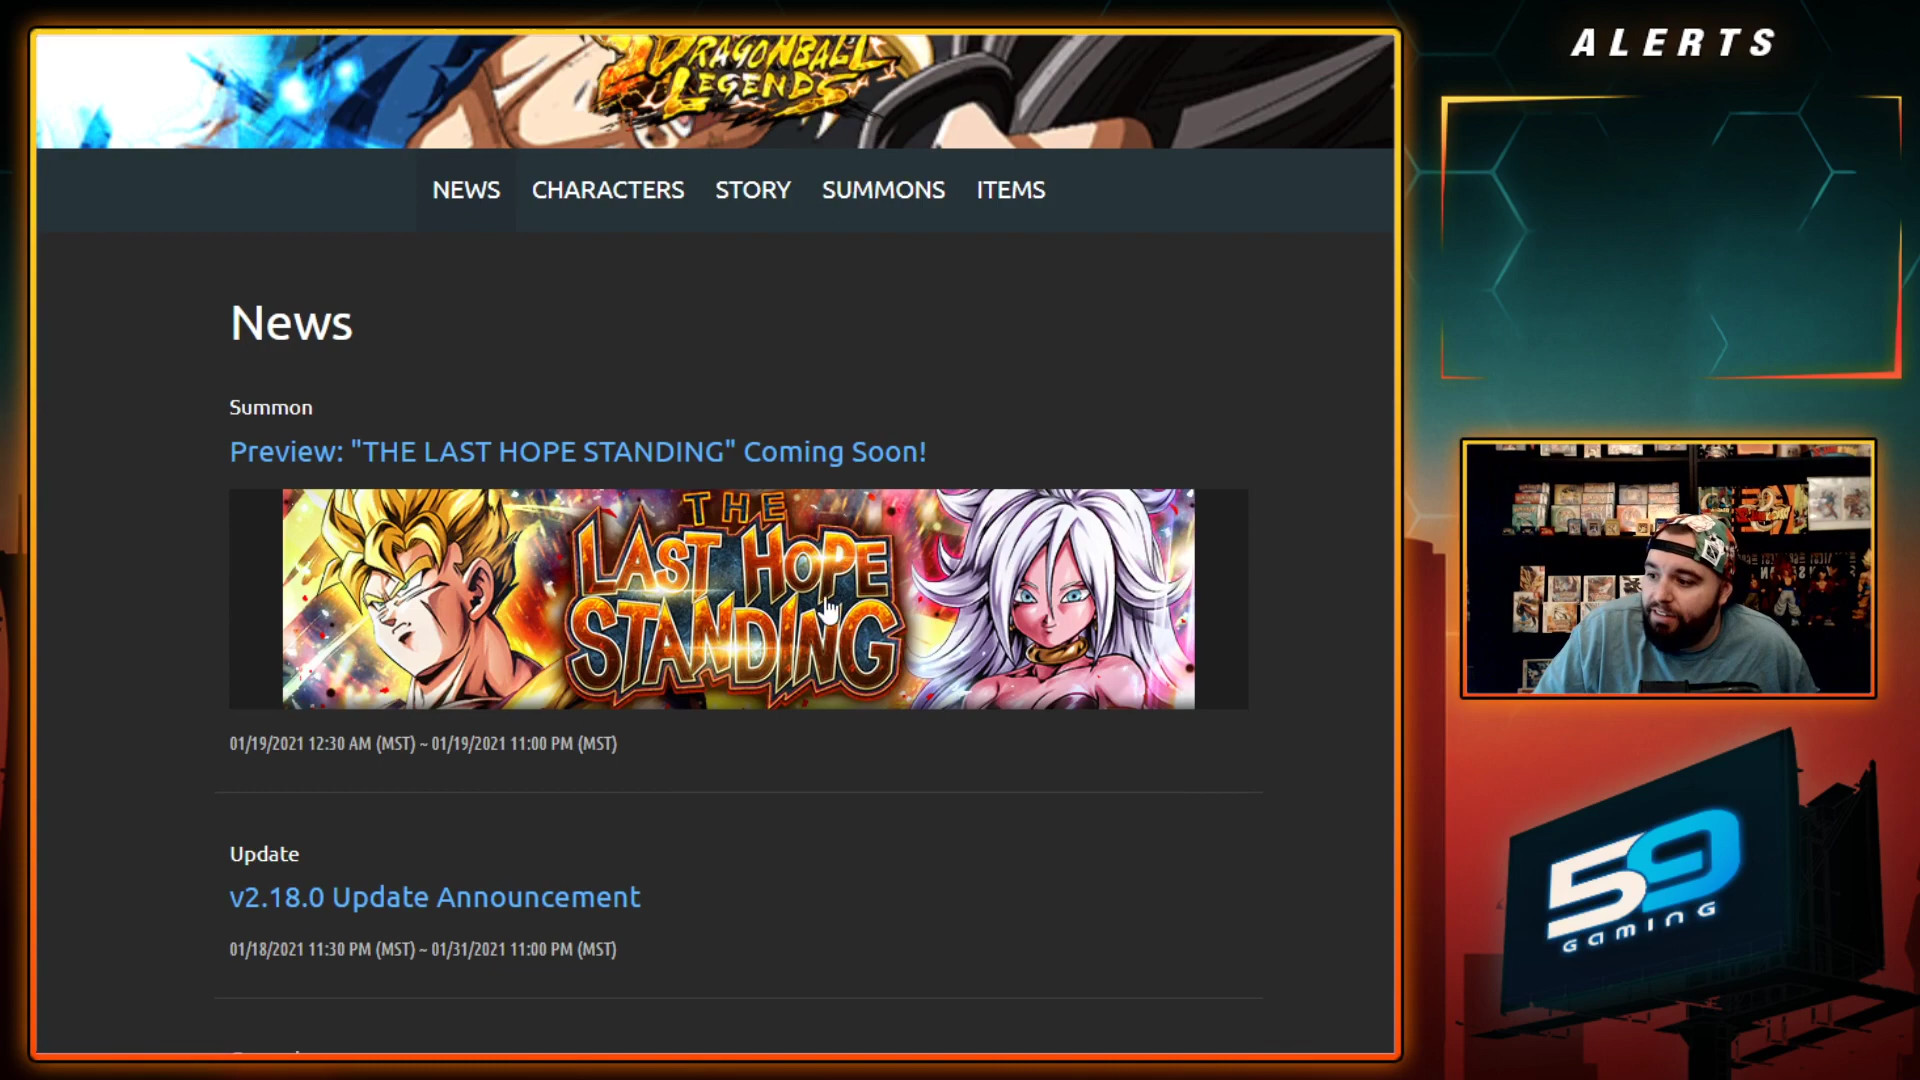 DRAGONBALL
LEGENDS
ALERTS
NEWS CHARACTERS STORY SUMMONS ITEMS
News
Summon
Preview: "THE LAST HOPE STANDING" Coming Soon!
THE
LAST HOPE
STANDING
01/19/2021 12:30 AM (MST) ~ 01/19/2021 11:00 PM (MST)
Update
v2.18.0 Update Announcement
01/18/2021 11:30 PM (MST) ~ 01/31/2021 11:00 PM (MST)
59
GAMING